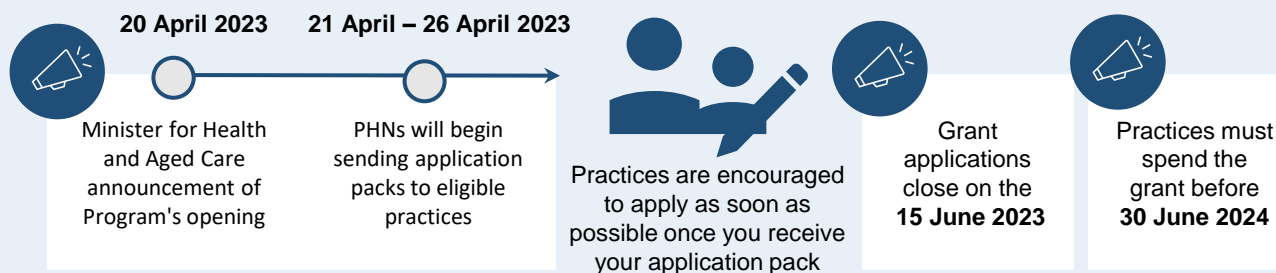 20 April 2023
21 April – 26 April 2023
Minister for Health
and Aged Care
announcement of
Program's opening
PHNs will begin
sending application
packs to eligible
practices
Practices are encouraged
to apply as soon as
possible once you receive
your application pack
Grant
applications
close on the
15 June 2023
Practices must
spend the
grant before
30 June 2024